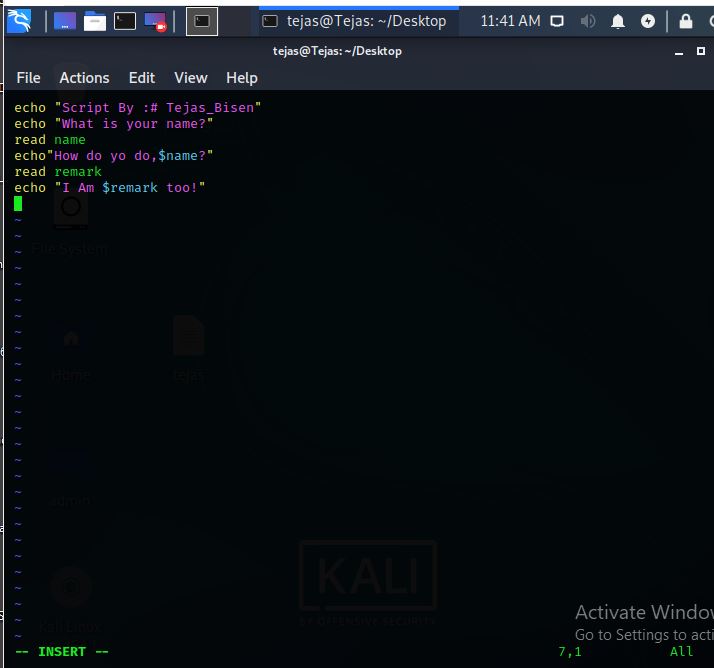 tejas@Tejas: ~/Desktop
11:41 AM
tejas@Tejas: ~/Desktop
File Actions Edit View Help
echo "Script By :# Tejas_Bisen"
echo "What is your name?"
read name
echo"How do yo do,$name?"
read remark
echo "I Am $remark too!"
~
~
~ File System
~
~
~
~
~
~
~ Home tejas
~
~
~
~
~
~
~
~ admin
~
~
~
~
~ KALI
~
~ BY OFFENSIVE SECURITY
Activate Window
~ Kali Linux
Go to Settings to acti
-- INSERT -- 7,1 All